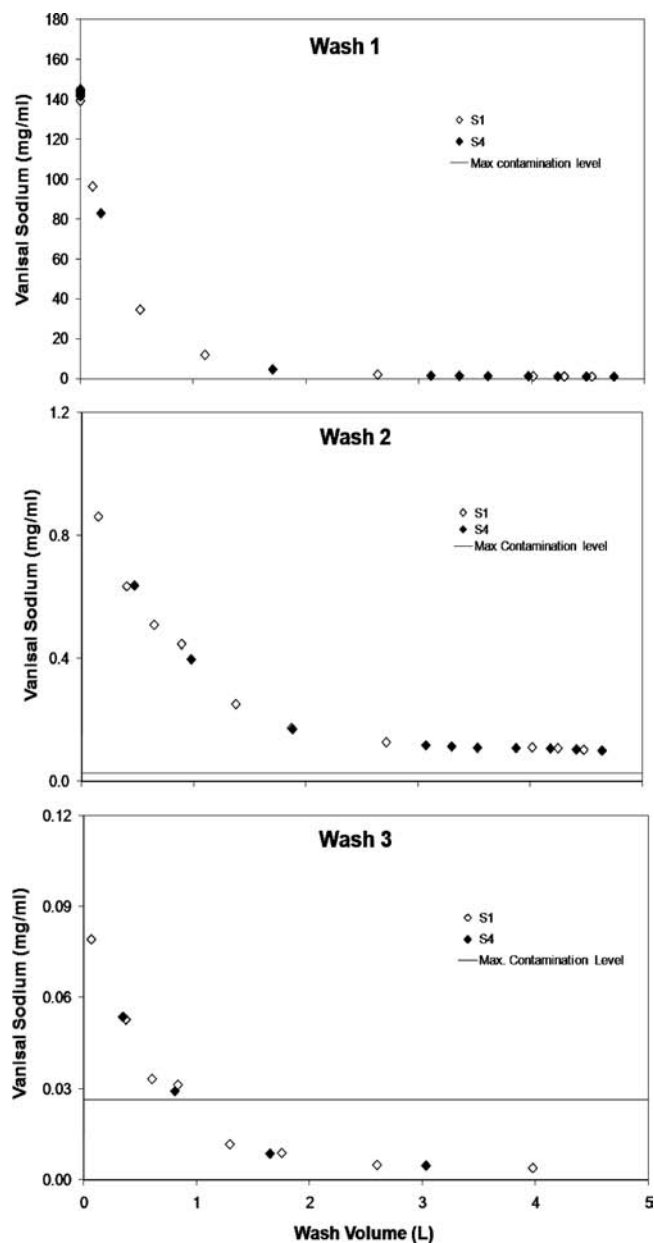 Wash 1
Vanisal Sodium (mg/ml)
180
160
140
120
100
80
60
40
20
0
S1
S4
Max contamination level
Wash 2
Vanisal Sodium (mg/ml)
1.2
0.8
0.4
0.0
S1
S4
Max Contamination level
Wash 3
Vanisal Sodium (mg/ml)
0.12
0.09
0.06
0.03
0.00
S1
S4
Max. Contamination Level
0 1 2 3 4 5
Wash Volume (L)